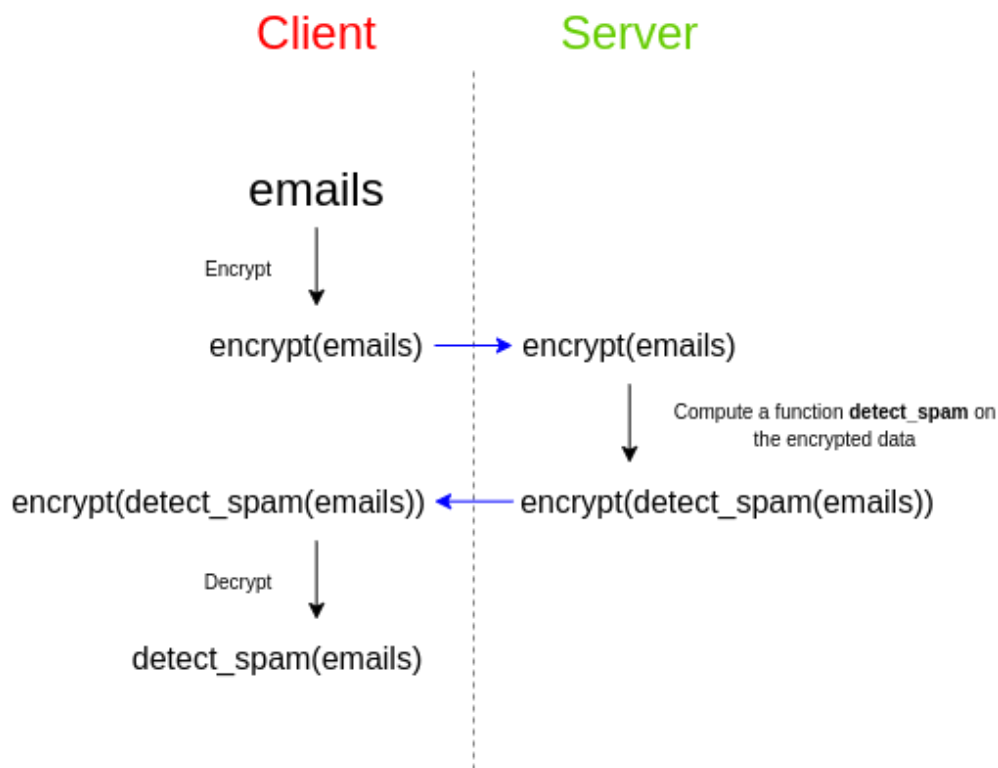 Client
Server
emails
Encrypt
encrypt(emails)
encrypt(emails)
Compute a function detect_spam on
the encrypted data
encrypt(detect_spam(emails))
encrypt(detect_spam(emails))
Decrypt
detect_spam(emails)